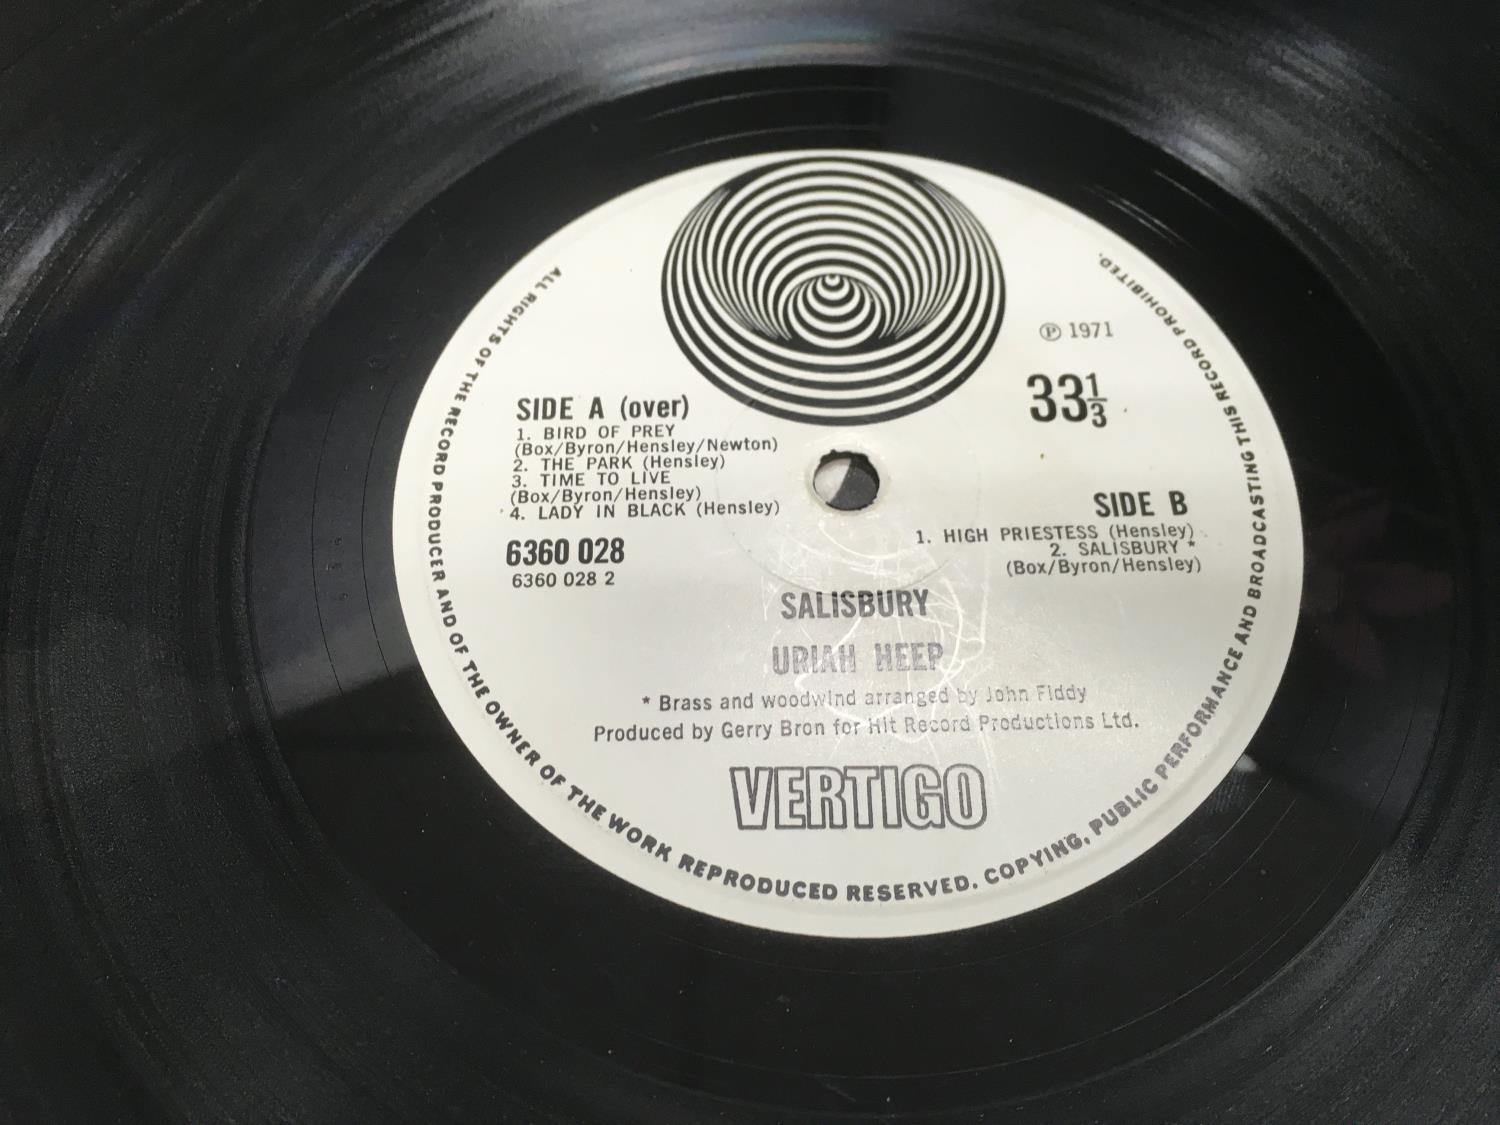 ℗ 1971
33 1/3
SIDE A (over)
1. BIRD OF PREY
(Box/Byron/Hensley/Newton)
2. THE PARK (Hensley)
3. TIME TO LIVE
(Box/Byron/Hensley)
4. LADY IN BLACK (Hensley)
6360 028
6360 028 2
SIDE B
1. HIGH PRIESTESS (Hensley)
2. SALISBURY *
(Box/Byron/Hensley)
SALISBURY
URIAH HEEP
* Brass and woodwind arranged by John Fiddy
Produced by Gerry Bron for Hit Record Productions Ltd.
VERTIGO
ALL RIGHTS OF THE RECORD PRODUCER AND OF THE OWNER OF THE WORK REPRODUCED RESERVED. COPYING, PUBLIC PERFORMANCE AND BROADCASTING THIS RECORD PROHIBITED.